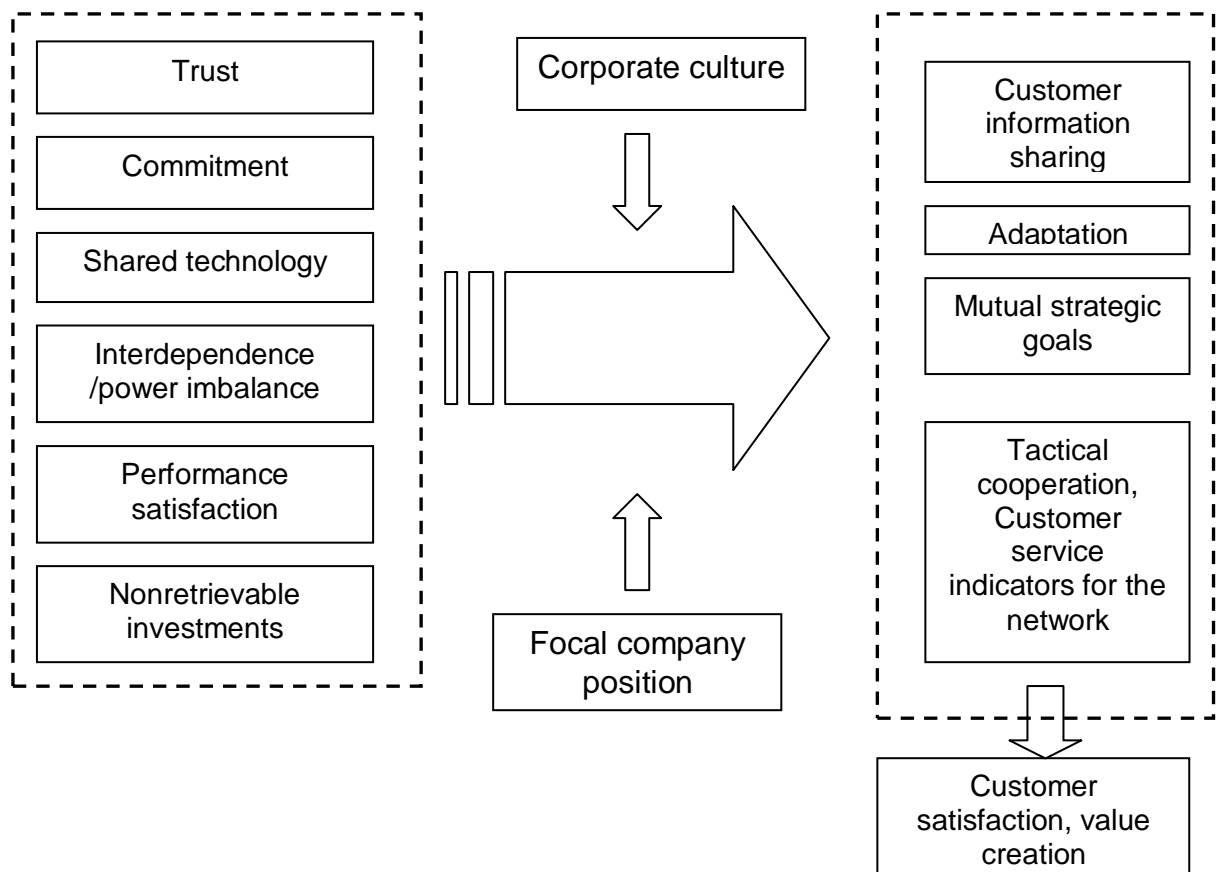 Trust
Commitment
Shared technology
Interdependence
/power imbalance
Performance
satisfaction
Nonretrievable
investments
Corporate culture
Focal company
position
Customer
information
sharing
Adaptation
Mutual strategic
goals
Tactical
cooperation,
Customer
service
indicators for the
network
Customer
satisfaction, value
creation